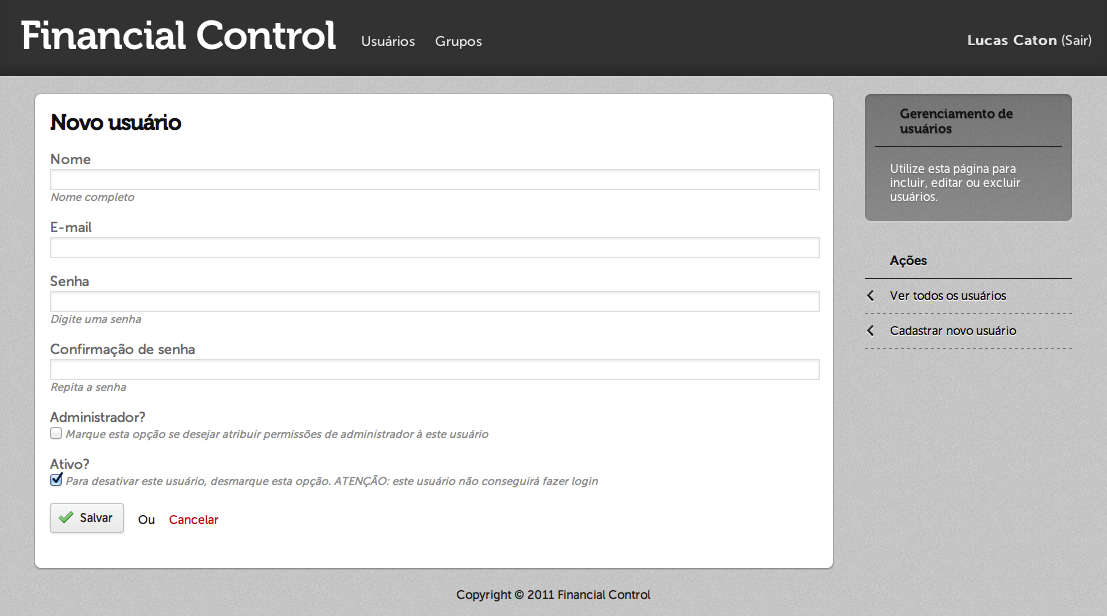 Financial Control
Usuários
Grupos
Lucas Caton (Sair)
Novo usuário
Nome
Nome completo
E-mail
Senha
Digite uma senha
Confirmação de senha
Repita a senha
Administrador?
Marque esta opção se desejar atribuir permissões de administrador à este usuário
Ativo?
Para desativar este usuário, desmarque esta opção. ATENÇÃO: este usuário não conseguirá fazer login
Salvar
Ou
Cancelar
Gerenciamento de
usuários
Utilize esta página para
incluir, editar ou excluir
usuários.
Ações
Ver todos os usuários
Cadastrar novo usuário
Copyright © 2011 Financial Control